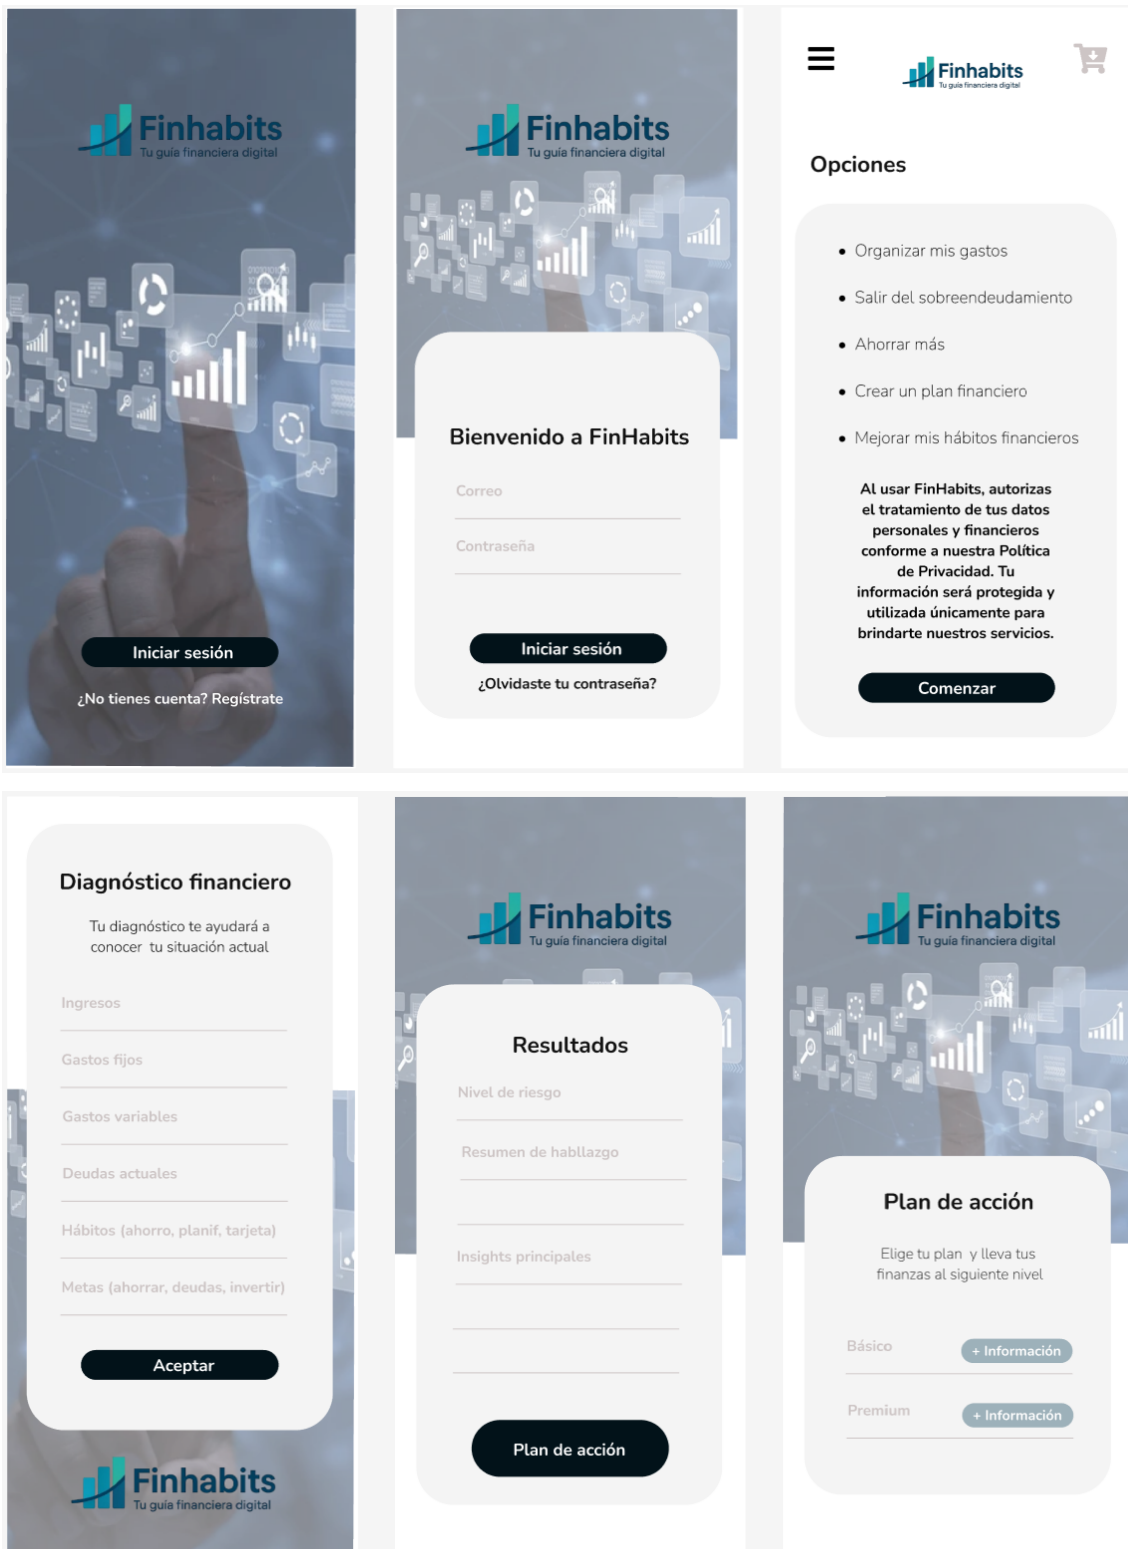 Finhabits
Tu guía financiera digital
Iniciar sesión
¿No tienes cuenta? Regístrate
Finhabits
Tu guía financiera digital
Bienvenido a FinHabits
Correo
Contraseña
Iniciar sesión
¿Olvidaste tu contraseña?
Finhabits
Tu guía financiera digital
Opciones
• Organizar mis gastos
• Salir del sobreendeudamiento
• Ahorrar más
• Crear un plan financiero
• Mejorar mis hábitos financieros
Al usar FinHabits, autorizas
el tratamiento de tus datos
personales y financieros
conforme a nuestra Política
de Privacidad. Tu
información será protegida y
utilizada únicamente para
brindarte nuestros servicios.
Comenzar
Diagnóstico financiero
Tu diagnóstico te ayudará a
conocer tu situación actual
Ingresos
Gastos fijos
Gastos variables
Deudas actuales
Hábitos (ahorro, planif, tarjeta)
Metas (ahorrar, deudas, invertir)
Aceptar
Finhabits
Tu guía financiera digital
Finhabits
Tu guía financiera digital
Resultados
Nivel de riesgo
Resumen de habllazgo
Insights principales
Plan de acción
Finhabits
Tu guía financiera digital
Plan de acción
Elige tu plan y lleva tus
finanzas al siguiente nivel
Básico + Información
Premium + Información